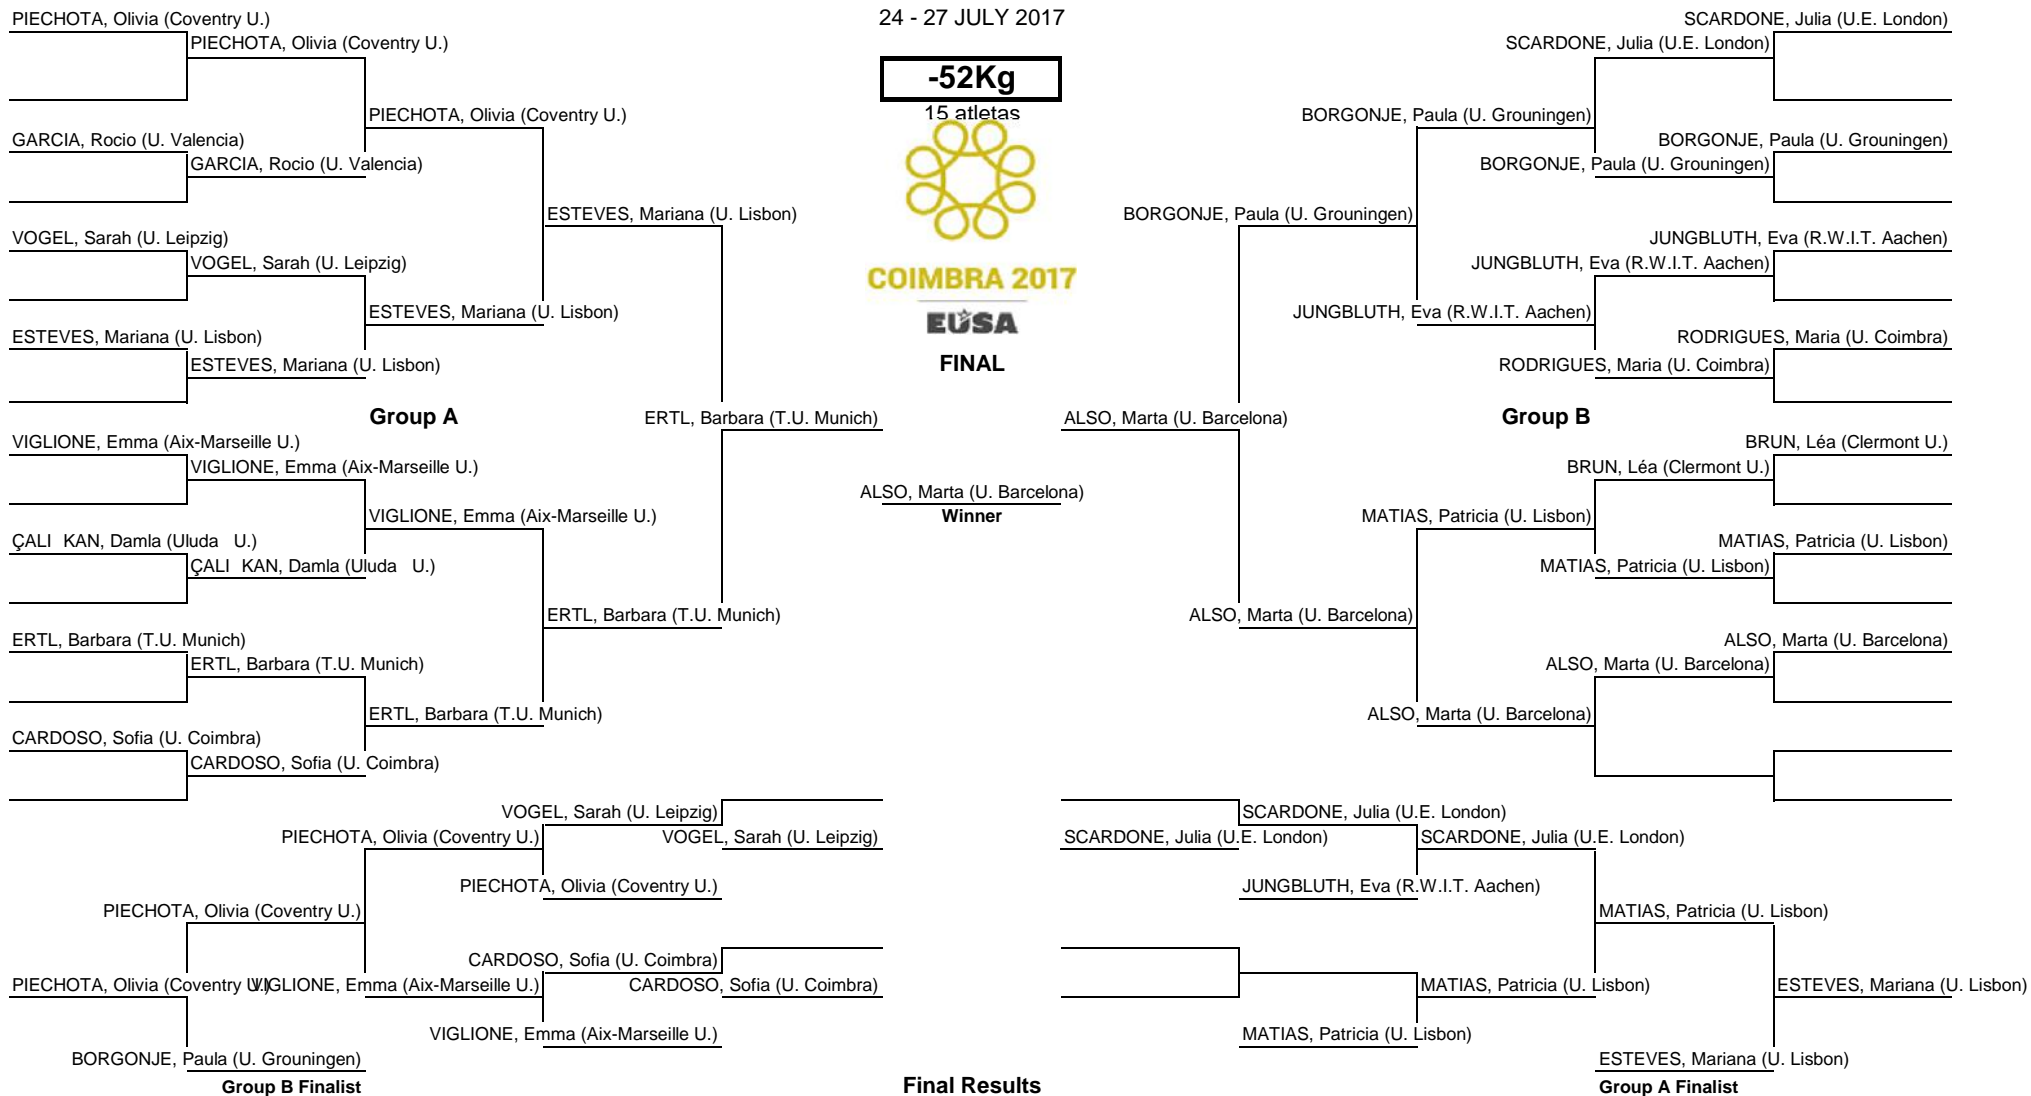 24 - 27 JULY 2017
-52Kg
15 atletas
COIMBRA 2017
EUSA
FINAL
PIECHOTA, Olivia (Coventry U.)
PIECHOTA, Olivia (Coventry U.)
PIECHOTA, Olivia (Coventry U.)
GARCIA, Rocio (U. Valencia)
GARCIA, Rocio (U. Valencia)
ESTEVES, Mariana (U. Lisbon)
VOGEL, Sarah (U. Leipzig)
VOGEL, Sarah (U. Leipzig)
ESTEVES, Mariana (U. Lisbon)
ESTEVES, Mariana (U. Lisbon)
ESTEVES, Mariana (U. Lisbon)
Group A
ERTL, Barbara (T.U. Munich)
VIGLIONE, Emma (Aix-Marseille U.)
VIGLIONE, Emma (Aix-Marseille U.)
VIGLIONE, Emma (Aix-Marseille U.)
ÇALI KAN, Damla (Uluda U.)
ÇALI KAN, Damla (Uluda U.)
ERTL, Barbara (T.U. Munich)
ERTL, Barbara (T.U. Munich)
ERTL, Barbara (T.U. Munich)
ERTL, Barbara (T.U. Munich)
CARDOSO, Sofia (U. Coimbra)
CARDOSO, Sofia (U. Coimbra)
ALSO, Marta (U. Barcelona)
Winner
SCARDONE, Julia (U.E. London)
SCARDONE, Julia (U.E. London)
BORGONJE, Paula (U. Grouningen)
BORGONJE, Paula (U. Grouningen)
BORGONJE, Paula (U. Grouningen)
BORGONJE, Paula (U. Grouningen)
JUNGBLUTH, Eva (R.W.I.T. Aachen)
JUNGBLUTH, Eva (R.W.I.T. Aachen)
JUNGBLUTH, Eva (R.W.I.T. Aachen)
RODRIGUES, Maria (U. Coimbra)
RODRIGUES, Maria (U. Coimbra)
ALSO, Marta (U. Barcelona)
Group B
BRUN, Léa (Clermont U.)
BRUN, Léa (Clermont U.)
MATIAS, Patricia (U. Lisbon)
MATIAS, Patricia (U. Lisbon)
MATIAS, Patricia (U. Lisbon)
ALSO, Marta (U. Barcelona)
ALSO, Marta (U. Barcelona)
ALSO, Marta (U. Barcelona)
ALSO, Marta (U. Barcelona)
VOGEL, Sarah (U. Leipzig)
PIECHOTA, Olivia (Coventry U.)
VOGEL, Sarah (U. Leipzig)
PIECHOTA, Olivia (Coventry U.)
PIECHOTA, Olivia (Coventry U.)
CARDOSO, Sofia (U. Coimbra)
PIECHOTA, Olivia (Coventry U.)
VIGLIONE, Emma (Aix-Marseille U.)
CARDOSO, Sofia (U. Coimbra)
VIGLIONE, Emma (Aix-Marseille U.)
BORGONJE, Paula (U. Grouningen)
Group B Finalist
SCARDONE, Julia (U.E. London)
SCARDONE, Julia (U.E. London)
SCARDONE, Julia (U.E. London)
JUNGBLUTH, Eva (R.W.I.T. Aachen)
MATIAS, Patricia (U. Lisbon)
MATIAS, Patricia (U. Lisbon)
ESTEVES, Mariana (U. Lisbon)
MATIAS, Patricia (U. Lisbon)
ESTEVES, Mariana (U. Lisbon)
Group A Finalist
Final Results